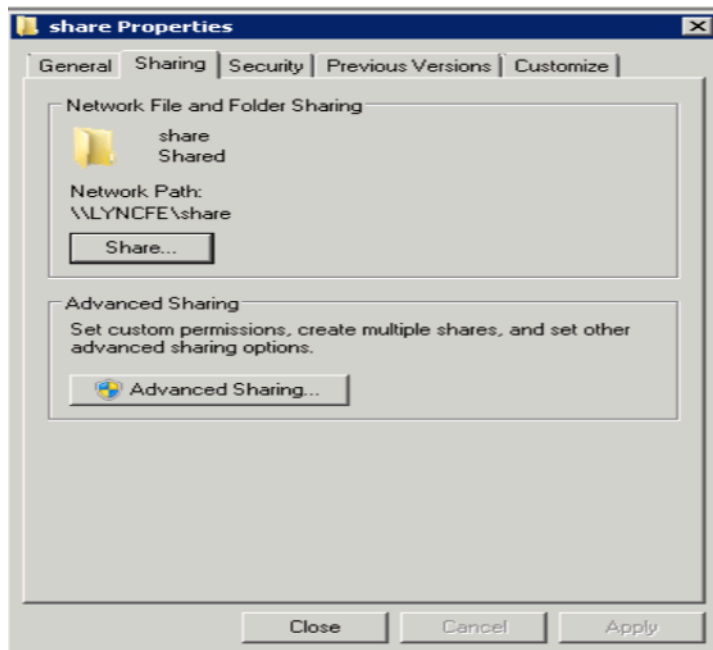 share Properties
General Sharing Security Previous Versions Customize
Network File and Folder Sharing
share
Shared
Network Path:
\\LYNCFE\share
Share...
Advanced Sharing
Set custom permissions, create multiple shares, and set other
advanced sharing options.
Advanced Sharing...
Close Cancel Apply